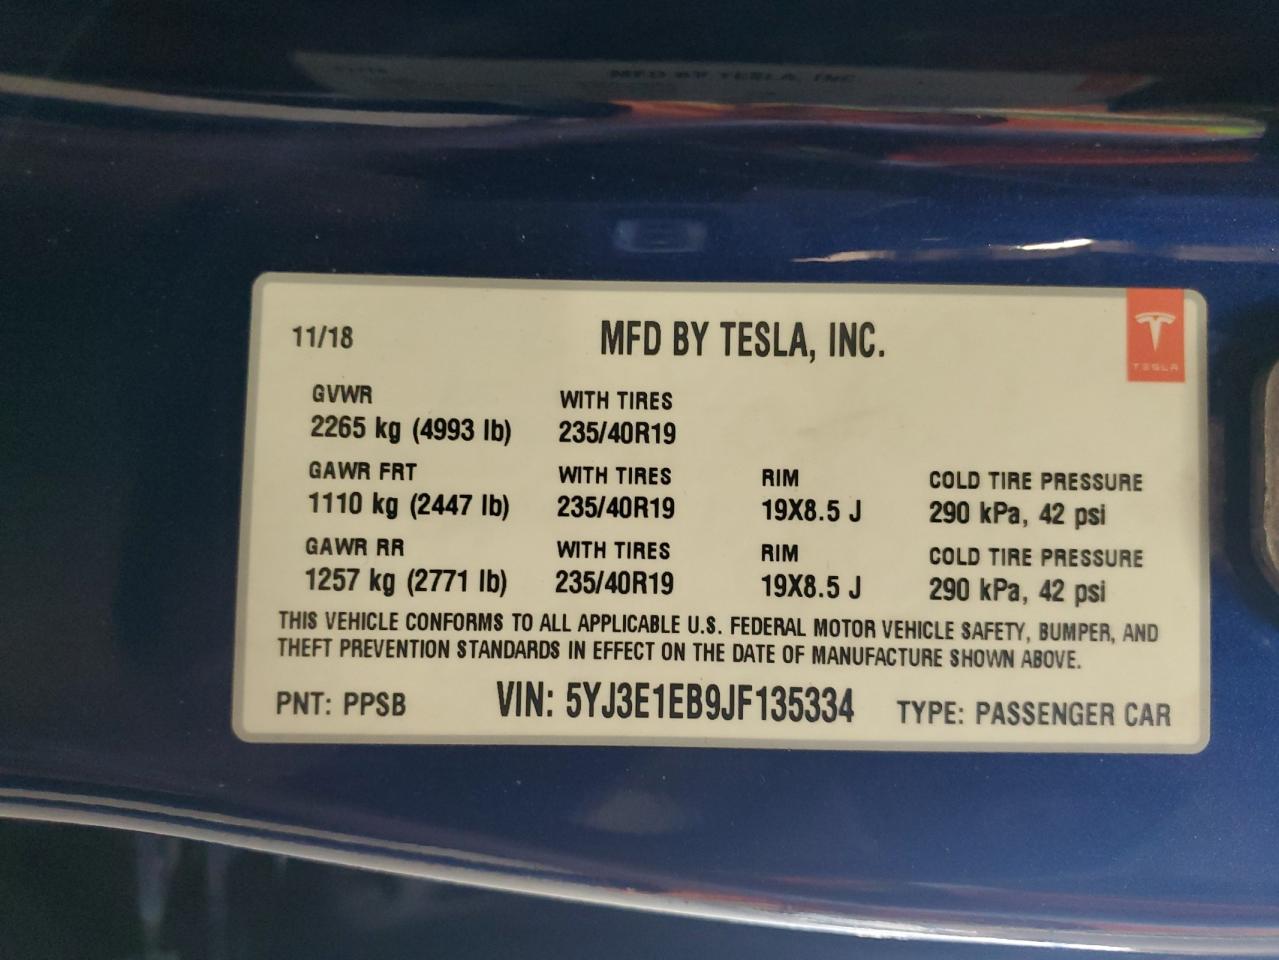 11/18
MFD BY TESLA, INC.
TESLA
GVWR WITH TIRES
2265 kg (4993 lb) 235/40R19
GAWR FRT WITH TIRES RIM COLD TIRE PRESSURE
1110 kg (2447 lb) 235/40R19 19X8.5 J 290 kPa, 42 psi
GAWR RR WITH TIRES RIM COLD TIRE PRESSURE
1257 kg (2771 lb) 235/40R19 19X8.5 J 290 kPa, 42 psi
THIS VEHICLE CONFORMS TO ALL APPLICABLE U.S. FEDERAL MOTOR VEHICLE SAFETY, BUMPER, AND
THEFT PREVENTION STANDARDS IN EFFECT ON THE DATE OF MANUFACTURE SHOWN ABOVE.
PNT: PPSB VIN: 5YJ3E1EB9JF135334 TYPE: PASSENGER CAR